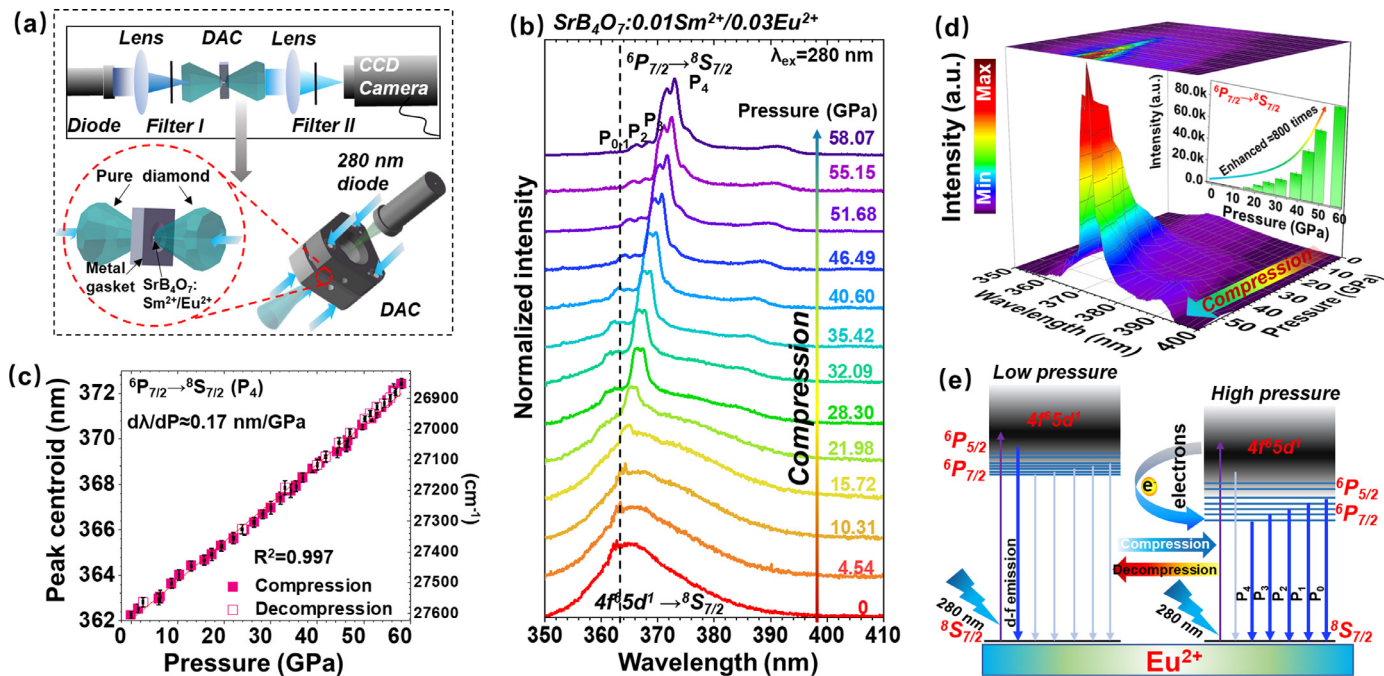 (a)
Lens
DAC
Lens
CCD
Camera
Diode
Filter I
Filter II
280 nm
diode
Pure diamond
Metal
gasket
SrB₄O₇:
Sm²⁺/Eu²⁺
DAC
(b)
SrB₄O₇:0.01Sm²⁺/0.03Eu²⁺
λex=280 nm
⁶P₇/₂→⁸S₇/₂
P₄
P₀ ₁ P₂ P₃
Pressure (GPa)
58.07
55.15
51.68
46.49
40.60
35.42
32.09
28.30
21.98
15.72
10.31
4.54
0
Compression
4f⁶5d¹→⁸S₇/₂
Normalized intensity
350 360 370 380 390 400 410
Wavelength (nm)
(c)
⁶P₇/₂→⁸S₇/₂ (P₄)
dλ/dP≈0.17 nm/GPa
R²=0.997
Compression
Decompression
Peak centroid (nm)
372
370
368
366
364
362
26900
27000
27100
27200
27300
27400
27500
27600
(cm⁻¹)
0 10 20 30 40 50 60
Pressure (GPa)
(d)
Intensity (a.u.)
Max
Min
Intensity (a.u.)
80.0k
60.0k
40.0k
20.0k
0.0
⁶P₇/₂→⁸S₇/₂
Enhanced ≈800 times
0 10 20 30 40 50 60
Pressure (GPa)
350 360 370 380 390 400
Wavelength (nm)
Compression
0 10 20 30 40 50
Pressure (GPa)
(e)
Low pressure
High pressure
4f⁶5d¹
⁶P₅/₂
⁶P₇/₂
4f⁶5d¹
electrons
e
⁶P₅/₂
⁶P₇/₂
Compression
Decompression
d-f emission
280 nm
⁸S₇/₂
280 nm
P₄ P₃ P₂ P₁ P₀
⁸S₇/₂
Eu²⁺